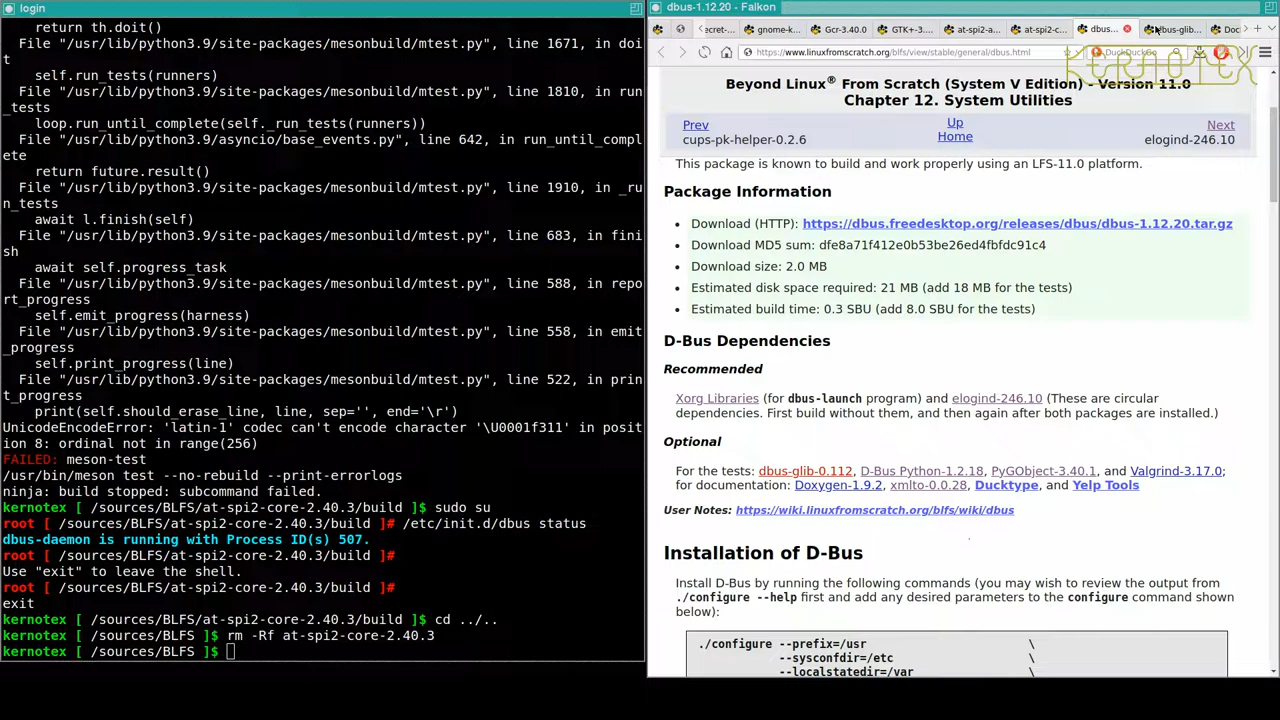 login
return th.doit()
File "/usr/lib/python3.9/site-packages/mesonbuild/mtest.py", line 1671, in doi
t
self.run_tests(runners)
File "/usr/lib/python3.9/site-packages/mesonbuild/mtest.py", line 1810, in run
_tests
loop.run_until_complete(self._run_tests(runners))
File "/usr/lib/python3.9/asyncio/base_events.py", line 642, in run_until_compl
ete
return future.result()
File "/usr/lib/python3.9/site-packages/mesonbuild/mtest.py", line 1910, in _ru
n_tests
await l.finish(self)
File "/usr/lib/python3.9/site-packages/mesonbuild/mtest.py", line 683, in fini
sh
await self.progress_task
File "/usr/lib/python3.9/site-packages/mesonbuild/mtest.py", line 588, in repo
rt_progress
self.emit_progress(harness)
File "/usr/lib/python3.9/site-packages/mesonbuild/mtest.py", line 558, in emit
_progress
self.print_progress(line)
File "/usr/lib/python3.9/site-packages/mesonbuild/mtest.py", line 522, in prin
t_progress
print(self.should_erase_line, line, sep='', end='\r')
UnicodeEncodeError: 'latin-1' codec can't encode character '\U0001f311' in posit
ion 8: ordinal not in range(256)
FAILED: meson-test
/usr/bin/meson test --no-rebuild --print-errorlogs
ninja: build stopped: subcommand failed.
kernotex [ /sources/BLFS/at-spi2-core-2.40.3/build ]$ sudo su
root [ /sources/BLFS/at-spi2-core-2.40.3/build ]# /etc/init.d/dbus status
dbus-daemon is running with Process ID(s) 507.
root [ /sources/BLFS/at-spi2-core-2.40.3/build ]#
Use "exit" to leave the shell.
root [ /sources/BLFS/at-spi2-core-2.40.3/build ]#
exit
kernotex [ /sources/BLFS/at-spi2-core-2.40.3/build ]$ cd ../..
kernotex [ /sources/BLFS ]$ rm -Rf at-spi2-core-2.40.3
kernotex [ /sources/BLFS ]$
dbus-1.12.20 - Falkon
ecret- gnome-k Gcr-3.40.0 GTK+-3. at-spi2-a at-spi2-c dbus... dbus-glib... Doc
https://www.linuxfromscratch.org/blfs/view/stable/general/dbus.html DuckDuckGo
KERNOTEX
Beyond Linux® From Scratch (System V Edition) - Version 11.0
Chapter 12. System Utilities
Prev Up Next
cups-pk-helper-0.2.6 Home elogind-246.10
This package is known to build and work properly using an LFS-11.0 platform.
Package Information
Download (HTTP): https://dbus.freedesktop.org/releases/dbus/dbus-1.12.20.tar.gz
Download MD5 sum: dfe8a71f412e0b53be26ed4fbfdc91c4
Download size: 2.0 MB
Estimated disk space required: 21 MB (add 18 MB for the tests)
Estimated build time: 0.3 SBU (add 8.0 SBU for the tests)
D-Bus Dependencies
Recommended
Xorg Libraries (for dbus-launch program) and elogind-246.10 (These are circular
dependencies. First build without them, and then again after both packages are installed.)
Optional
For the tests: dbus-glib-0.112, D-Bus Python-1.2.18, PyGObject-3.40.1, and Valgrind-3.17.0;
for documentation: Doxygen-1.9.2, xmlto-0.0.28, Ducktype, and Yelp Tools
User Notes: https://wiki.linuxfromscratch.org/blfs/wiki/dbus
Installation of D-Bus
Install D-Bus by running the following commands (you may wish to review the output from
./configure --help first and add any desired parameters to the configure command shown
below):
./configure --prefix=/usr \
--sysconfdir=/etc \
--localstatedir=/var \